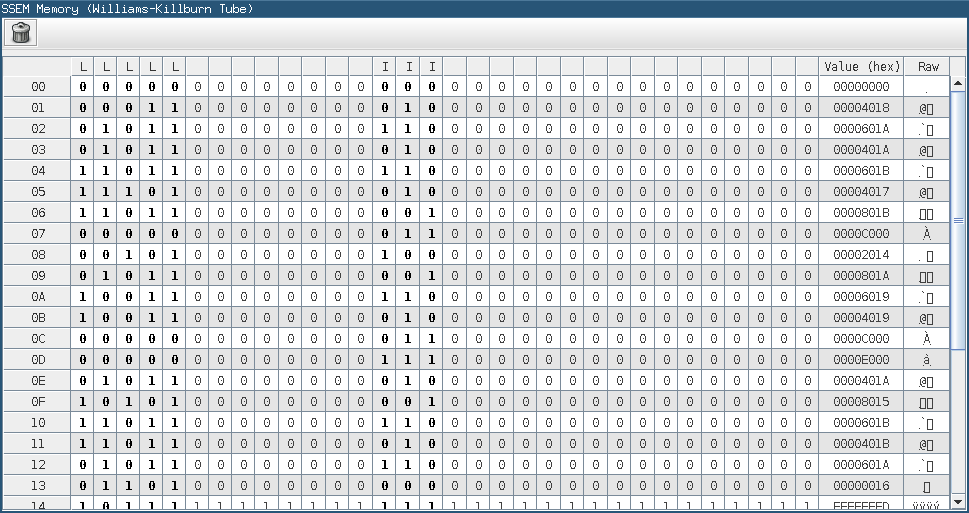 SSEM Memory (Williams-Killburn Tube)
L L L L L I I I Value (hex) Raw
00 0 0 0 0 0 0 0 0 0 0 0 0 0 0 0 0 0 0 0 0 0 0 0 0 0 0 0 0 0 0 0 0 00000000 .
01 0 0 0 1 1 0 0 0 0 0 0 0 0 0 1 0 0 0 0 0 0 0 0 0 0 0 0 0 0 0 0 0 00004018 .@▯
02 0 1 0 1 1 0 0 0 0 0 0 0 0 1 1 0 0 0 0 0 0 0 0 0 0 0 0 0 0 0 0 0 0000601A .`▯
03 0 1 0 1 1 0 0 0 0 0 0 0 0 0 1 0 0 0 0 0 0 0 0 0 0 0 0 0 0 0 0 0 0000401A .@▯
04 1 1 0 1 1 0 0 0 0 0 0 0 0 1 1 0 0 0 0 0 0 0 0 0 0 0 0 0 0 0 0 0 0000601B .`▯
05 1 1 1 0 1 0 0 0 0 0 0 0 0 0 1 0 0 0 0 0 0 0 0 0 0 0 0 0 0 0 0 0 00004017 .@▯
06 1 1 0 1 1 0 0 0 0 0 0 0 0 0 0 1 0 0 0 0 0 0 0 0 0 0 0 0 0 0 0 0 0000801B .▯▯
07 0 0 0 0 0 0 0 0 0 0 0 0 0 0 1 1 0 0 0 0 0 0 0 0 0 0 0 0 0 0 0 0 0000C000 .À.
08 0 0 1 0 1 0 0 0 0 0 0 0 0 1 0 0 0 0 0 0 0 0 0 0 0 0 0 0 0 0 0 0 00002014 . ▯
09 0 1 0 1 1 0 0 0 0 0 0 0 0 0 0 1 0 0 0 0 0 0 0 0 0 0 0 0 0 0 0 0 0000801A .▯▯
0A 1 0 0 1 1 0 0 0 0 0 0 0 0 1 1 0 0 0 0 0 0 0 0 0 0 0 0 0 0 0 0 0 00006019 .`▯
0B 1 0 0 1 1 0 0 0 0 0 0 0 0 0 1 0 0 0 0 0 0 0 0 0 0 0 0 0 0 0 0 0 00004019 .@▯
0C 0 0 0 0 0 0 0 0 0 0 0 0 0 0 1 1 0 0 0 0 0 0 0 0 0 0 0 0 0 0 0 0 0000C000 .À.
0D 0 0 0 0 0 0 0 0 0 0 0 0 0 1 1 1 0 0 0 0 0 0 0 0 0 0 0 0 0 0 0 0 0000E000 .à.
0E 0 1 0 1 1 0 0 0 0 0 0 0 0 0 1 0 0 0 0 0 0 0 0 0 0 0 0 0 0 0 0 0 0000401A .@▯
0F 1 0 1 0 1 0 0 0 0 0 0 0 0 0 0 1 0 0 0 0 0 0 0 0 0 0 0 0 0 0 0 0 00008015 .▯▯
10 1 1 0 1 1 0 0 0 0 0 0 0 0 1 1 0 0 0 0 0 0 0 0 0 0 0 0 0 0 0 0 0 0000601B .`▯
11 1 1 0 1 1 0 0 0 0 0 0 0 0 0 1 0 0 0 0 0 0 0 0 0 0 0 0 0 0 0 0 0 0000401B .@▯
12 0 1 0 1 1 0 0 0 0 0 0 0 0 1 1 0 0 0 0 0 0 0 0 0 0 0 0 0 0 0 0 0 0000601A .`▯
13 0 1 1 0 1 0 0 0 0 0 0 0 0 0 0 0 0 0 0 0 0 0 0 0 0 0 0 0 0 0 0 0 00000016 ▯
14 1 0 1 1 1 1 1 1 1 1 1 1 1 1 1 1 1 1 1 1 1 1 1 1 1 1 1 1 1 1 1 1 FFFFFFFD ÿÿÿý